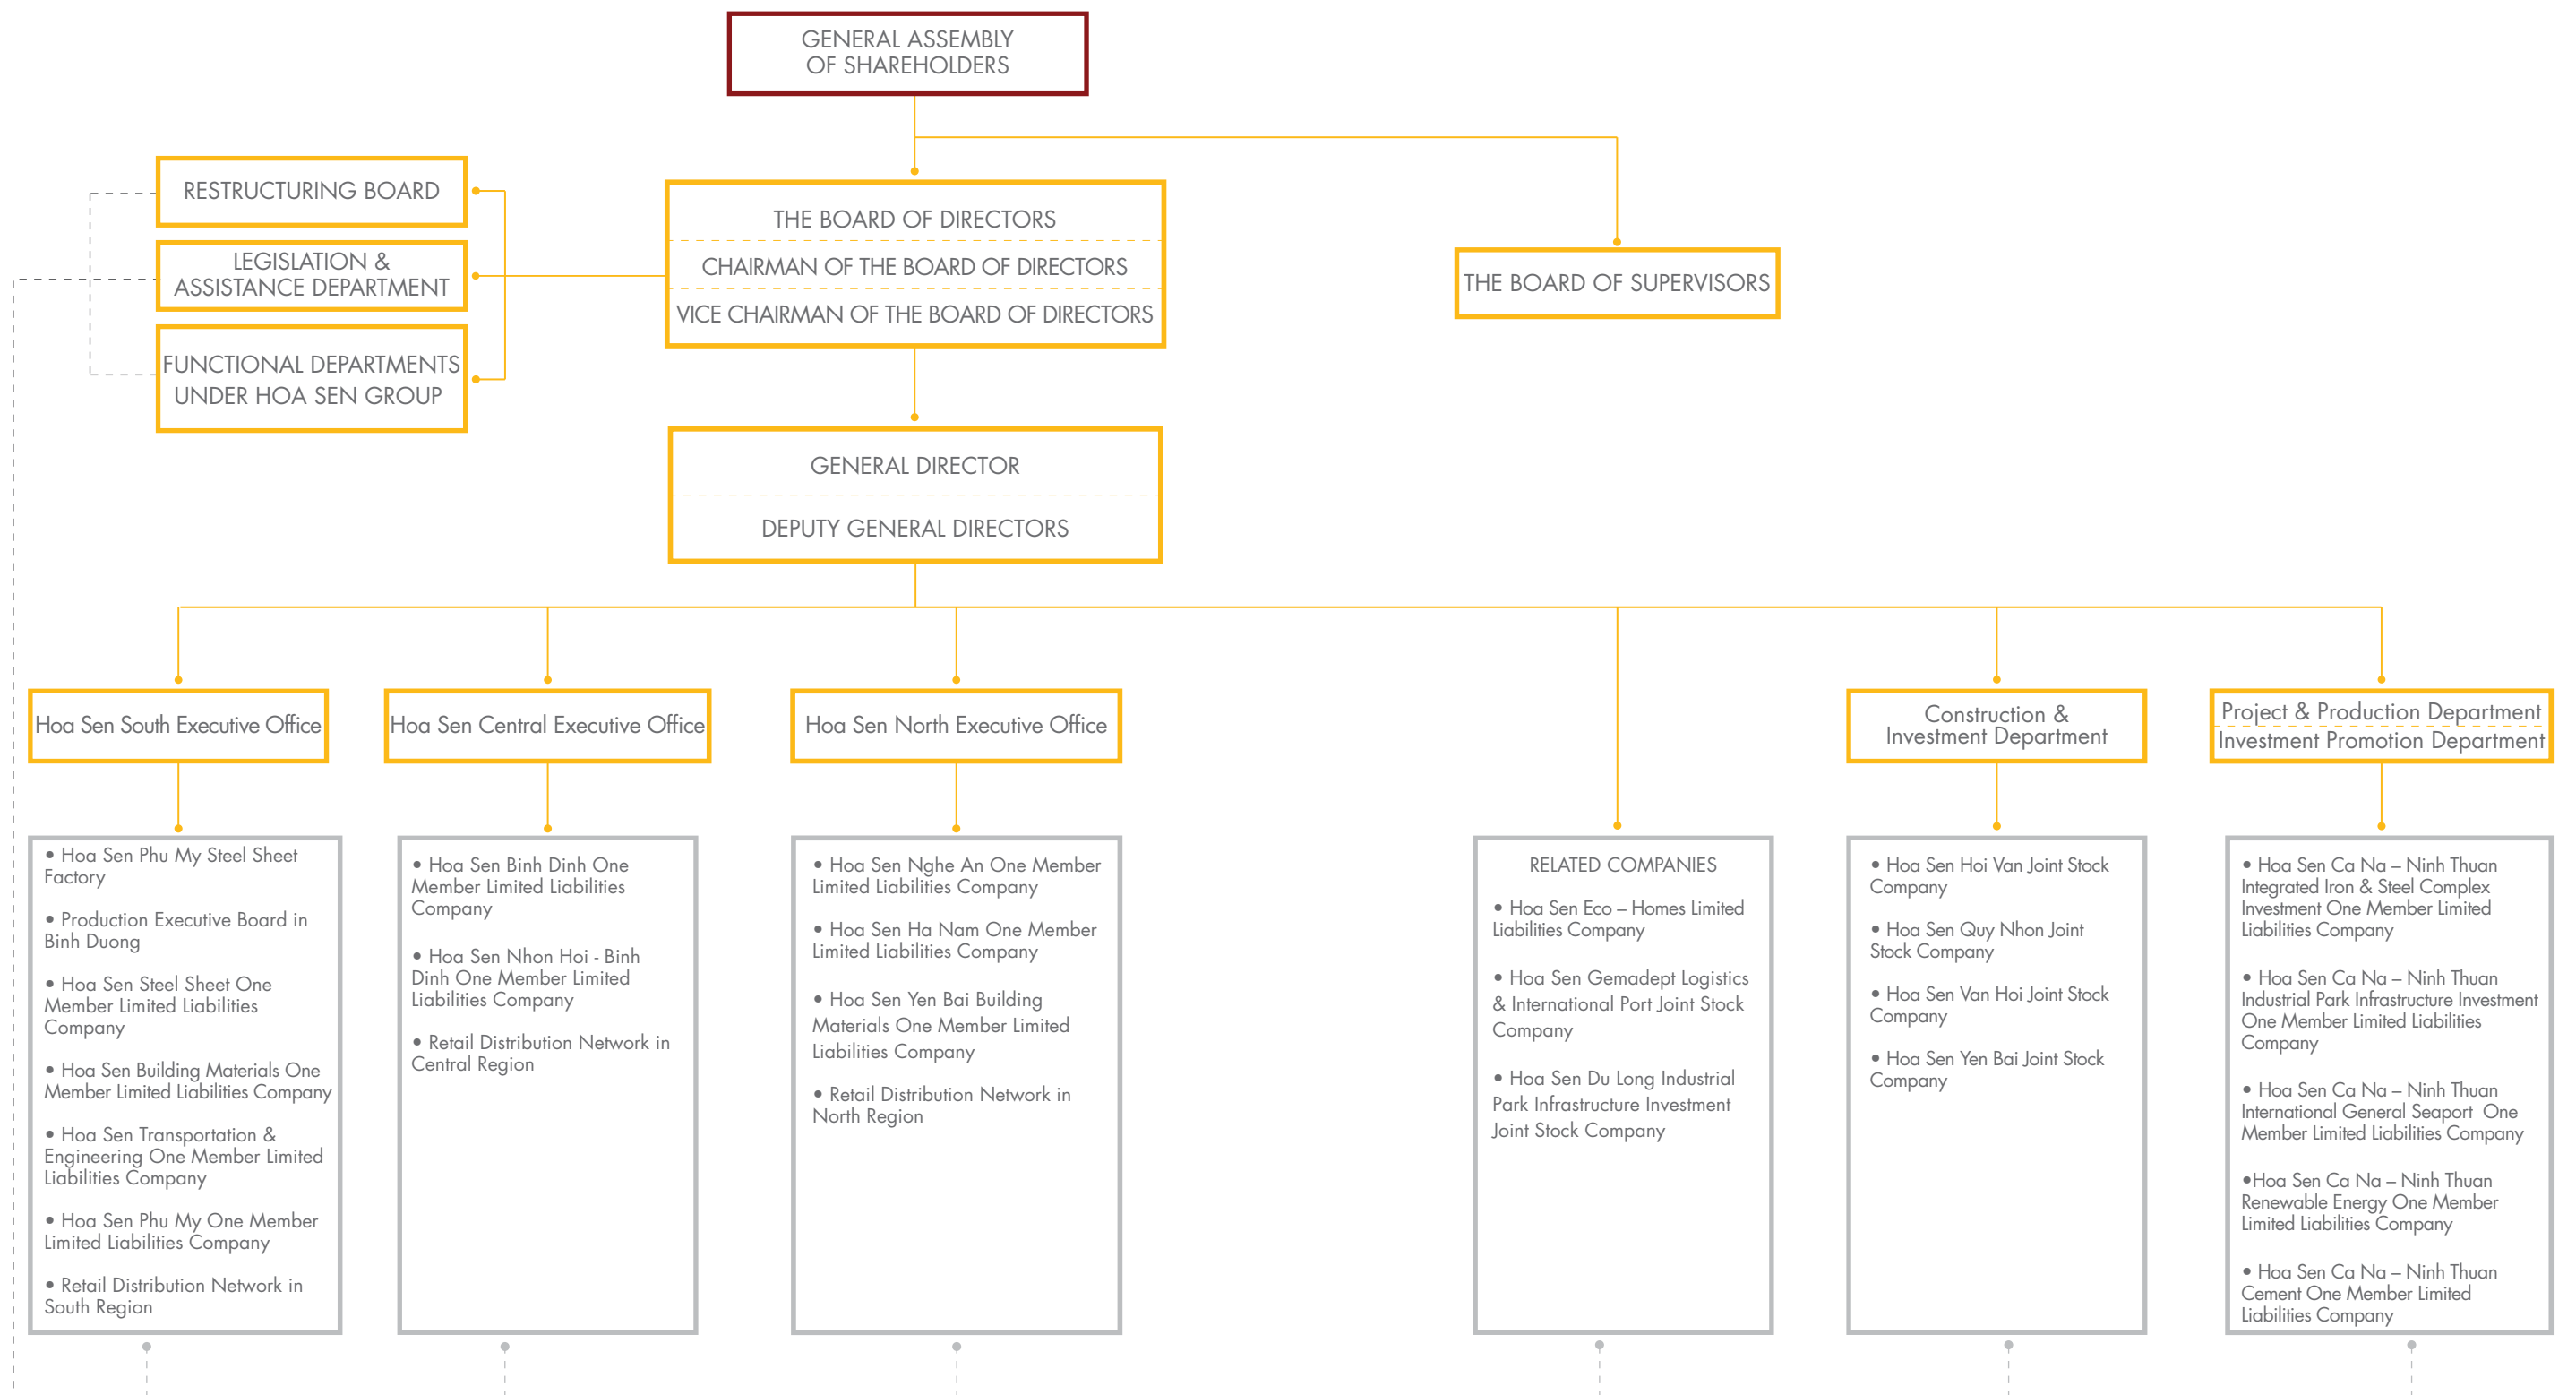 GENERAL ASSEMBLY
OF SHAREHOLDERS
RESTRUCTURING BOARD
LEGISLATION &
ASSISTANCE DEPARTMENT
FUNCTIONAL DEPARTMENTS
UNDER HOA SEN GROUP
THE BOARD OF DIRECTORS
CHAIRMAN OF THE BOARD OF DIRECTORS
VICE CHAIRMAN OF THE BOARD OF DIRECTORS
THE BOARD OF SUPERVISORS
GENERAL DIRECTOR
DEPUTY GENERAL DIRECTORS
Hoa Sen South Executive Office
Hoa Sen Central Executive Office
Hoa Sen North Executive Office
Construction &
Investment Department
Project & Production Department
Investment Promotion Department
• Hoa Sen Phu My Steel Sheet
Factory
• Production Executive Board in
Binh Duong
• Hoa Sen Steel Sheet One
Member Limited Liabilities
Company
• Hoa Sen Building Materials One
Member Limited Liabilities Company
• Hoa Sen Transportation &
Engineering One Member Limited
Liabilities Company
• Hoa Sen Phu My One Member
Limited Liabilities Company
• Retail Distribution Network in
South Region
• Hoa Sen Binh Dinh One
Member Limited Liabilities
Company
• Hoa Sen Nhon Hoi - Binh
Dinh One Member Limited
Liabilities Company
• Retail Distribution Network in
Central Region
• Hoa Sen Nghe An One Member
Limited Liabilities Company
• Hoa Sen Ha Nam One Member
Limited Liabilities Company
• Hoa Sen Yen Bai Building
Materials One Member Limited
Liabilities Company
• Retail Distribution Network in
North Region
RELATED COMPANIES
• Hoa Sen Eco – Homes Limited
Liabilities Company
• Hoa Sen Gemadept Logistics
& International Port Joint Stock
Company
• Hoa Sen Du Long Industrial
Park Infrastructure Investment
Joint Stock Company
• Hoa Sen Hoi Van Joint Stock
Company
• Hoa Sen Quy Nhon Joint
Stock Company
• Hoa Sen Van Hoi Joint Stock
Company
• Hoa Sen Yen Bai Joint Stock
Company
• Hoa Sen Ca Na – Ninh Thuan
Integrated Iron & Steel Complex
Investment One Member Limited
Liabilities Company
• Hoa Sen Ca Na – Ninh Thuan
Industrial Park Infrastructure Investment
One Member Limited Liabilities
Company
• Hoa Sen Ca Na – Ninh Thuan
International General Seaport One
Member Limited Liabilities Company
•Hoa Sen Ca Na – Ninh Thuan
Renewable Energy One Member
Limited Liabilities Company
• Hoa Sen Ca Na – Ninh Thuan
Cement One Member Limited
Liabilities Company